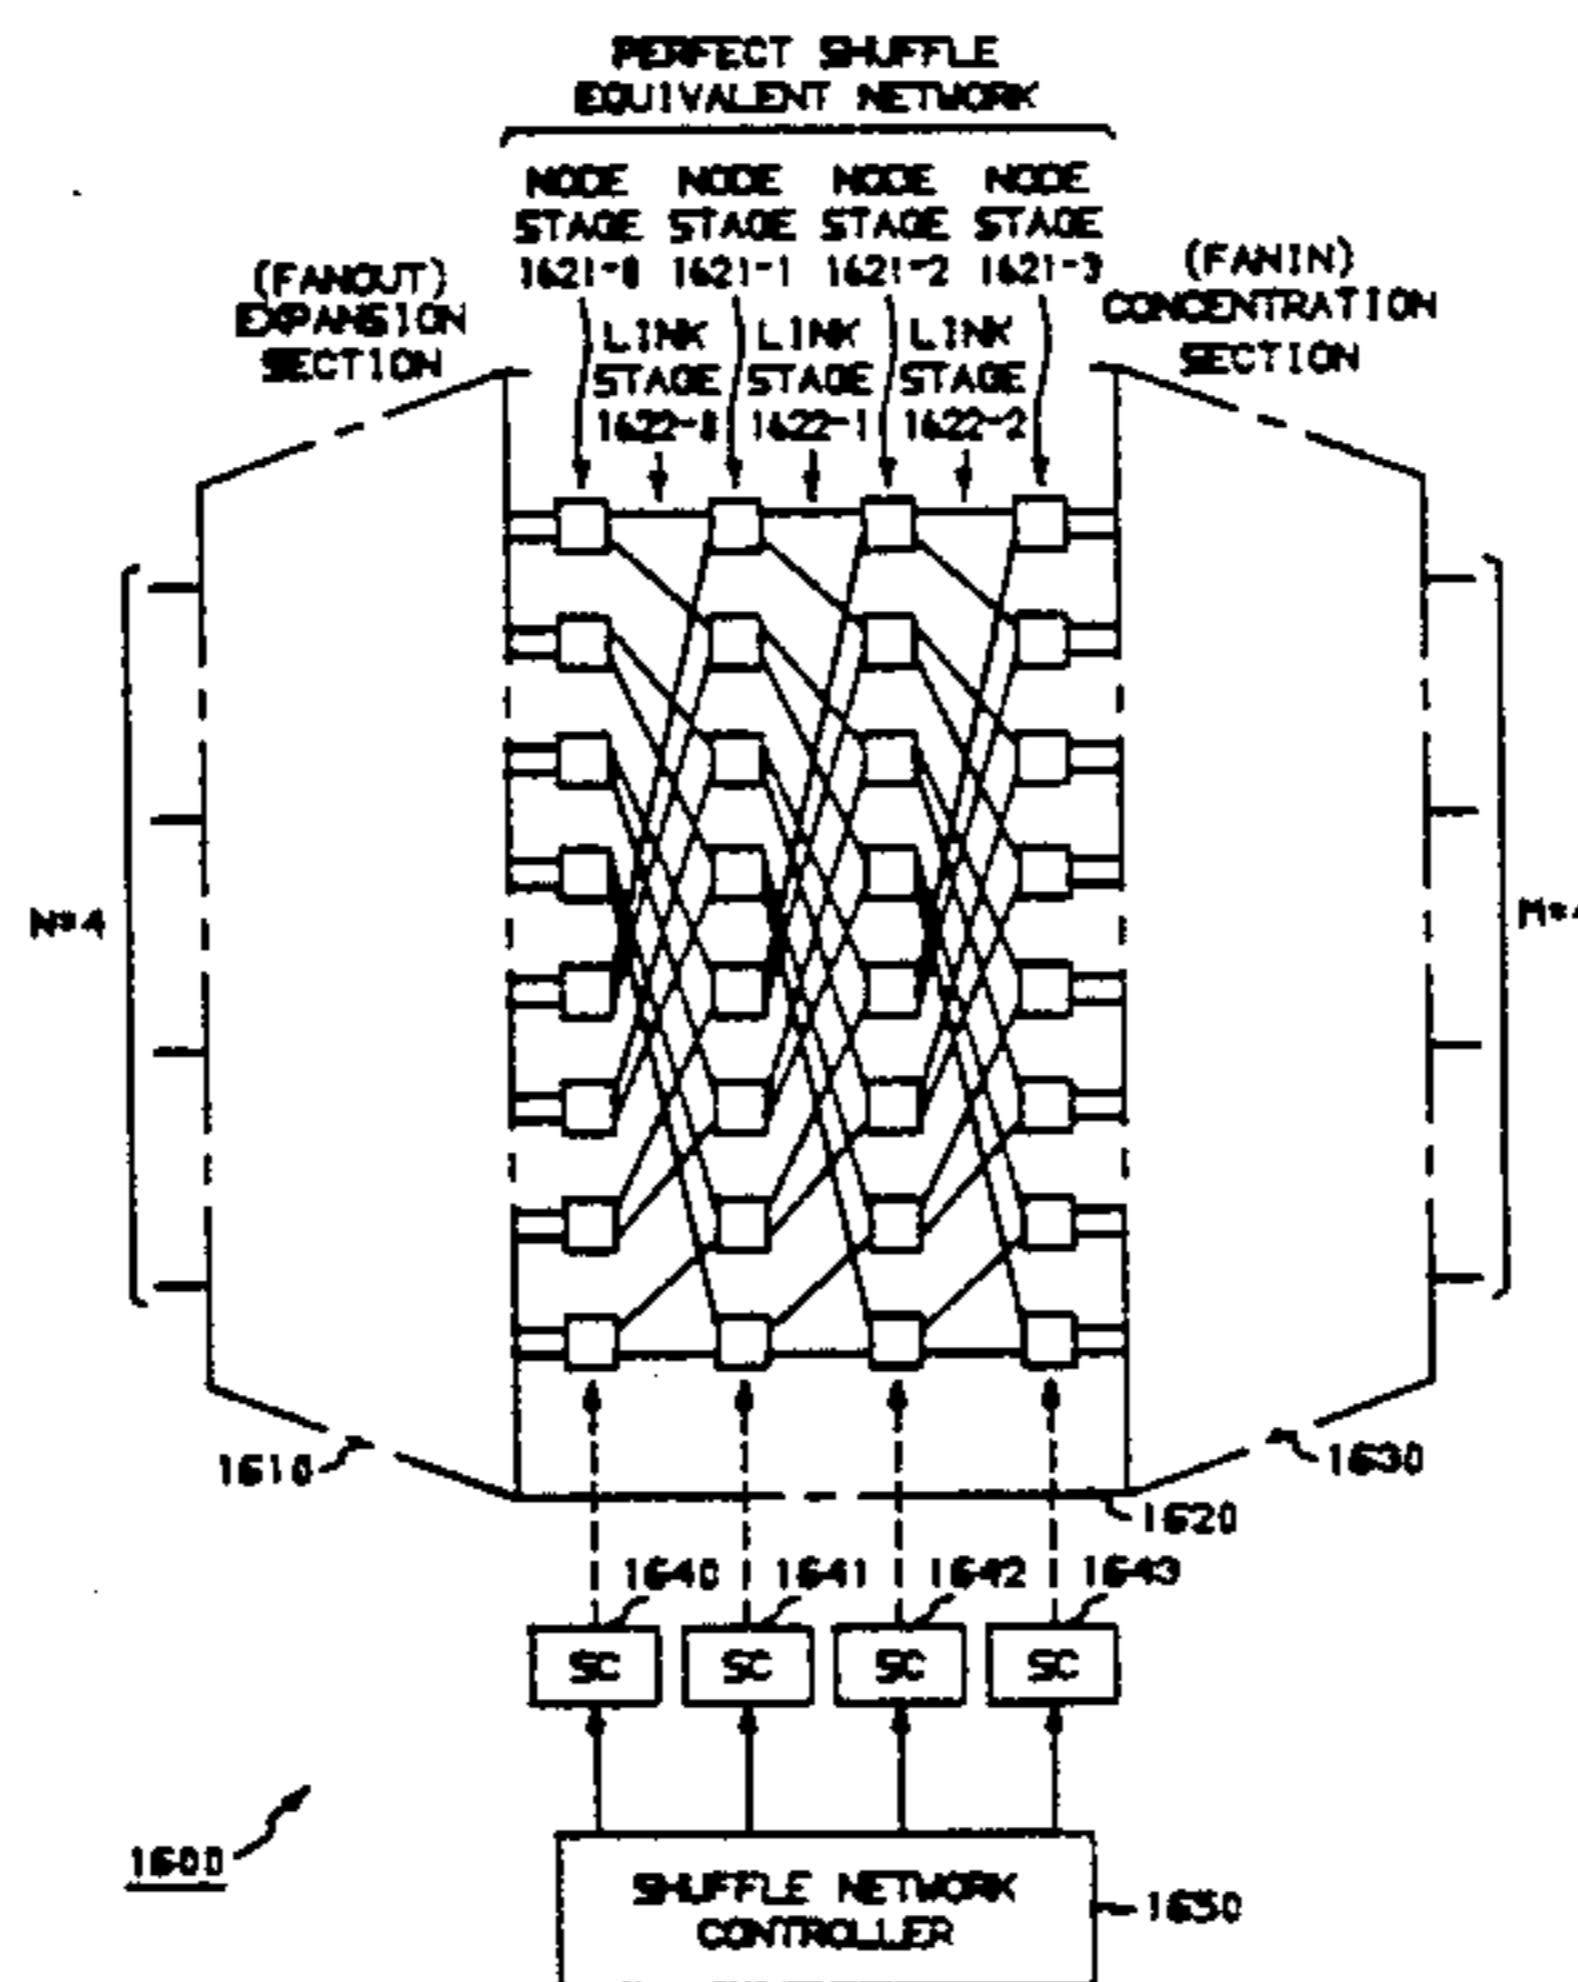 PERFECT SHUFFLE
EQUIVALENT NETWORK
NODE NODE NODE NODE
STAGE STAGE STAGE STAGE
1621-0 1621-1 1621-2 1621-3
(FANOUT)
EXPANSION
SECTION
(FANIN)
CONCENTRATION
SECTION
LINK LINK LINK
STAGE STAGE STAGE
1622-0 1622-1 1622-2
N=4
M=4
1610
1630
1620
1640 1641 1642 1643
SC SC SC SC
1600
SHUFFLE NETWORK
CONTROLLER
1650